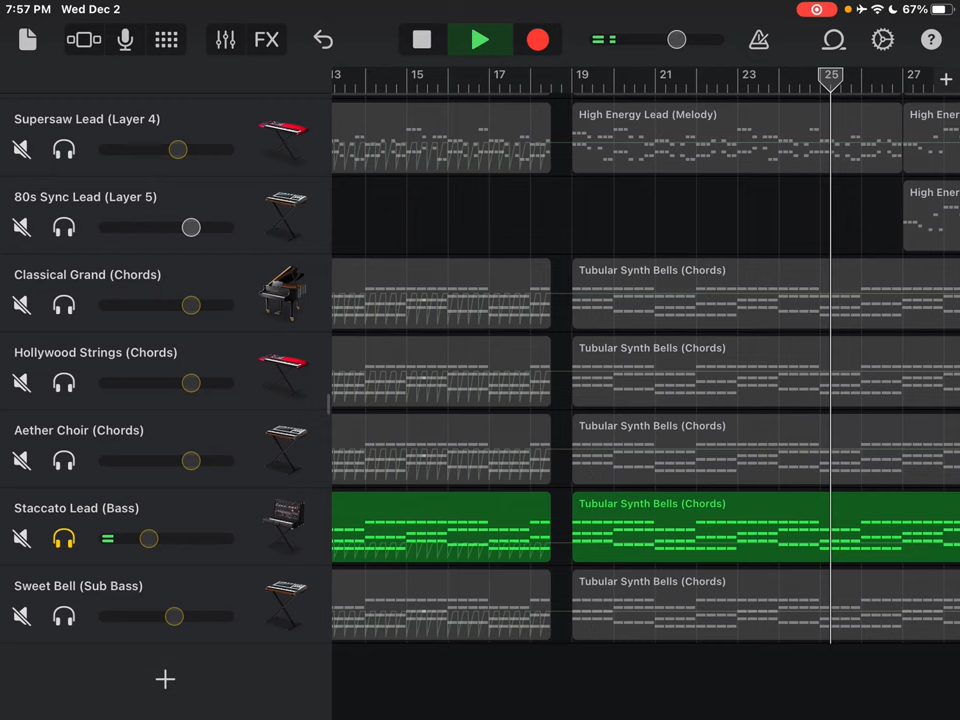 7:57 PM Wed Dec 2
67%
FX
?
13 15 17 19 21 23 25 27 +
Supersaw Lead (Layer 4)
High Energy Lead (Melody)
High Ener
80s Sync Lead (Layer 5)
High Ener
Classical Grand (Chords)
Tubular Synth Bells (Chords)
Hollywood Strings (Chords)
Tubular Synth Bells (Chords)
Aether Choir (Chords)
Tubular Synth Bells (Chords)
Staccato Lead (Bass)
Tubular Synth Bells (Chords)
Sweet Bell (Sub Bass)
Tubular Synth Bells (Chords)
+